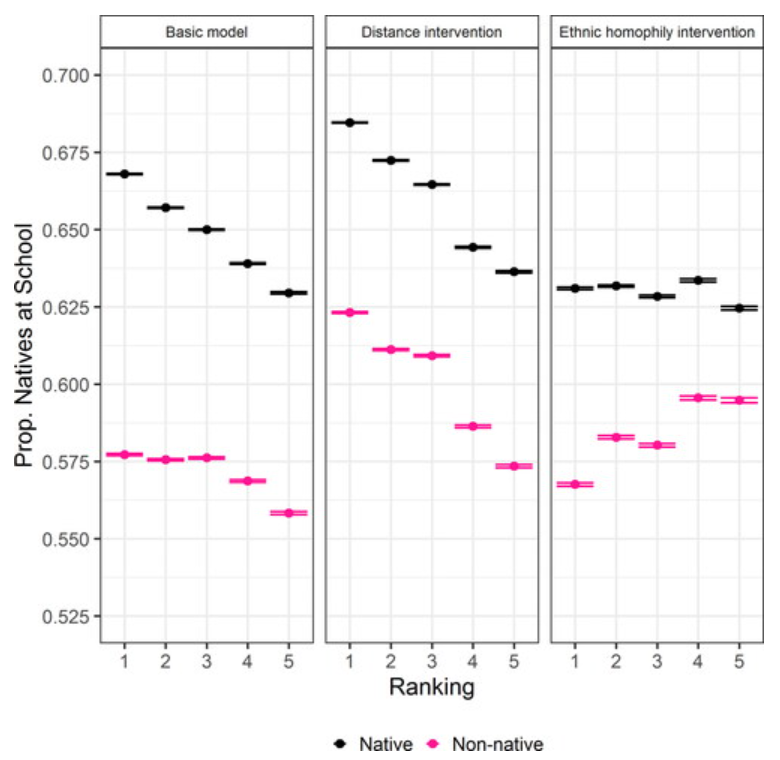 Basic model
Distance intervention
Ethnic homophily intervention
Prop. Natives at School
0.700
0.675
0.650
0.625
0.600
0.575
0.550
0.525
1 2 3 4 5
1 2 3 4 5
1 2 3 4 5
Ranking
Native Non-native